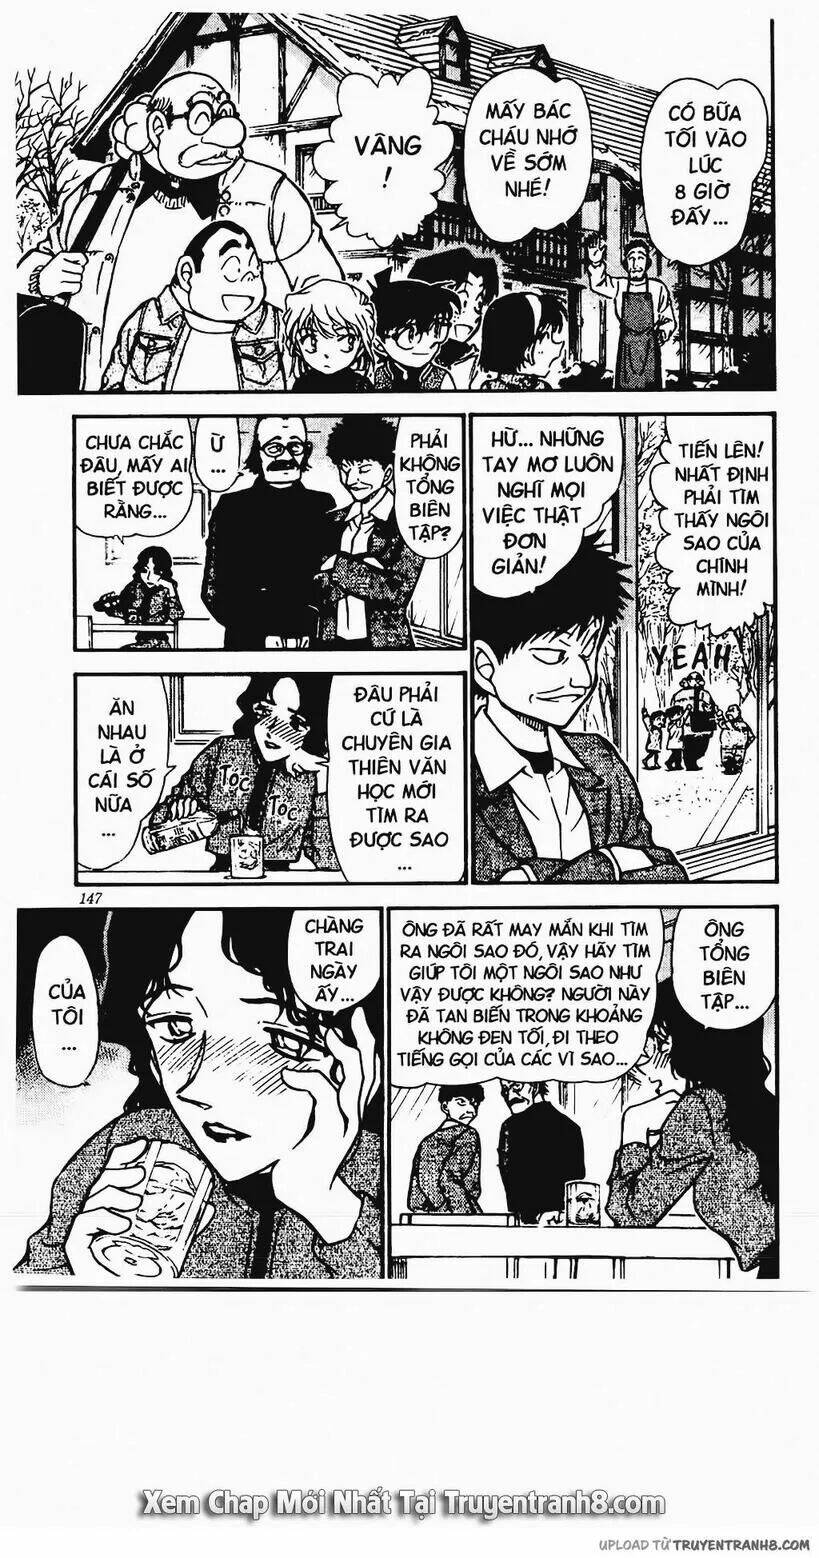 CÓ BỮA
TỐI VÀO
LÚC
8 GIỜ
ĐẤY...
MẤY BÁC
CHÁU NHỚ
VỀ SỚM
NHÉ!
VÂNG
!
TIẾN LÊN!
NHẤT ĐỊNH
PHẢI TÌM
THẤY NGÔI
SAO CỦA
CHÍNH
MÌNH!
YEAH
HỪ... NHỮNG
TAY MƠ LUÔN
NGHĨ MỌI
VIỆC THẬT
ĐƠN
GIẢN!
PHẢI
KHÔNG
TỔNG
BIÊN
TẬP?
Ừ
...
CHƯA CHẮC
ĐÂU, MẤY AI
BIẾT ĐƯỢC
RẰNG...
ĐÂU PHẢI
CỨ LÀ
CHUYÊN GIA
THIÊN VĂN
HỌC MỚI
TÌM RA
ĐƯỢC SAO
...
TOC
TOC
ĂN
NHAU
LÀ Ở
CÁI SỐ
NỮA
...
147
ÔNG
TỔNG
BIÊN
TẬP...
ÔNG ĐÃ RẤT MAY MẮN KHI TÌM
RA NGÔI SAO ĐÓ, VẬY HÃY TÌM
GIÚP TÔI MỘT NGÔI SAO NHƯ
VẬY ĐƯỢC KHÔNG? NGƯỜI NÀY
ĐÃ TAN BIẾN TRONG KHOẢNG
KHÔNG ĐEN TỐI, ĐI THEO
TIẾNG GỌI CỦA CÁC VÌ SAO...
CHÀNG
TRAI
NGÀY
ẤY...
CỦA
TÔI
...
Xem Chap Mới Nhất Tại Truyentranh8.com
UPLOAD TỪ TRUYENTRANH8.COM